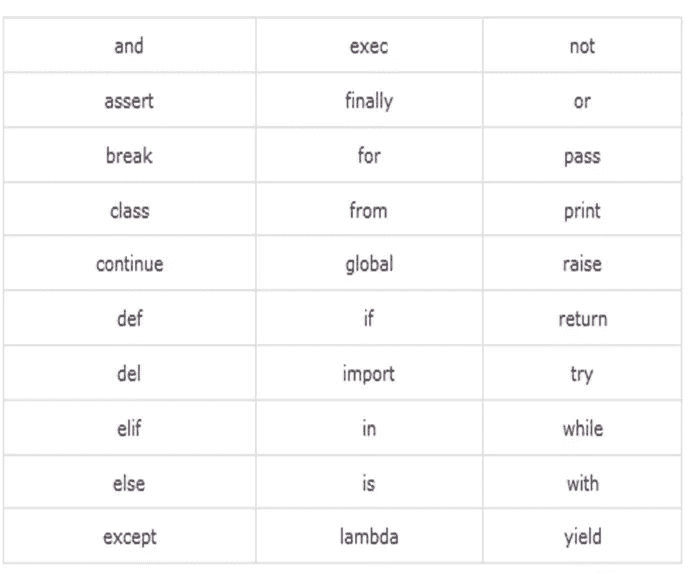 and exec not
assert finally or
break for pass
class from print
continue global raise
def if return
del import try
elif in while
else is with
except lambda yield